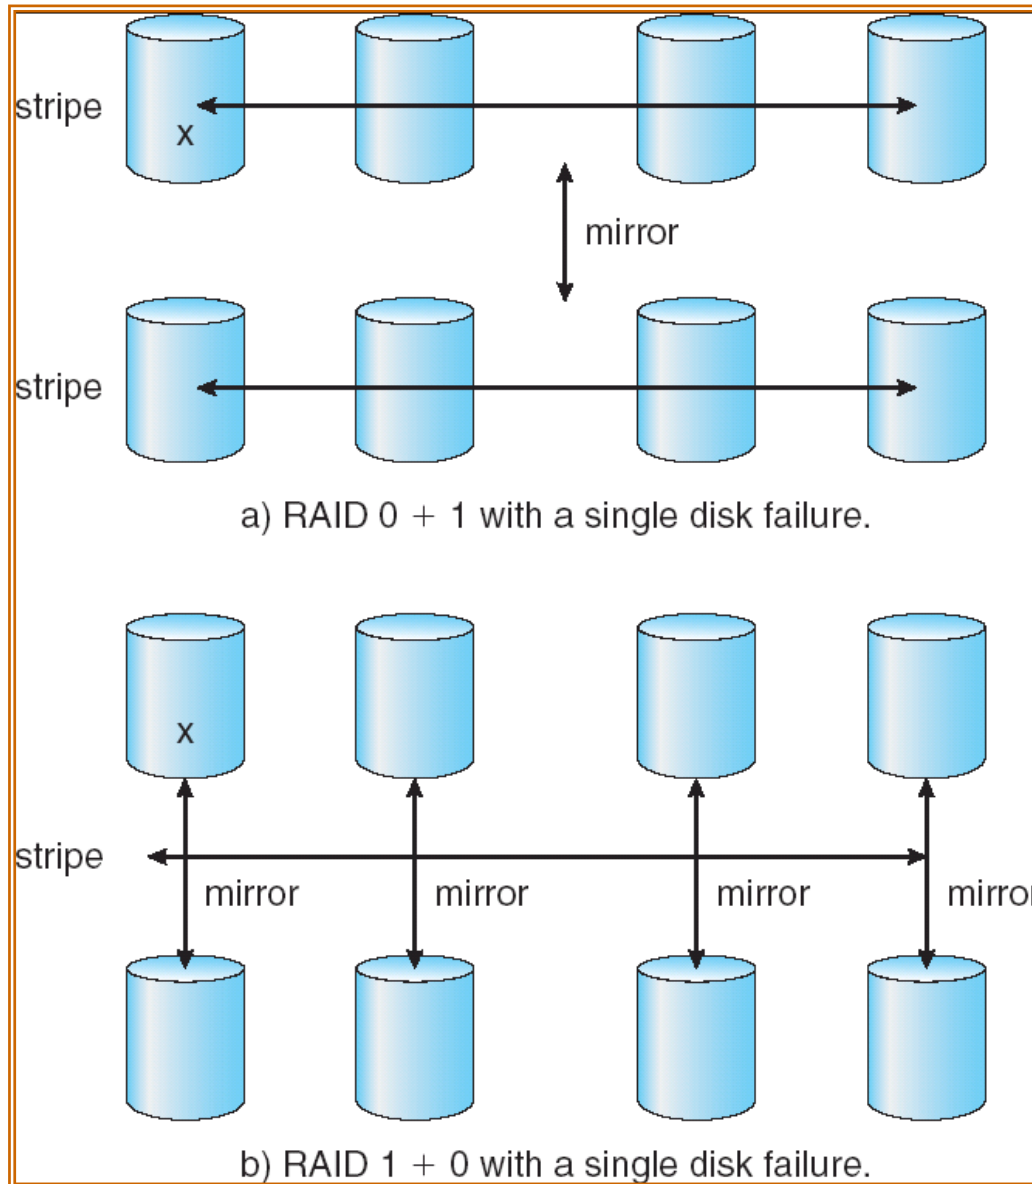 stripe
x
mirror
stripe
a) RAID 0 + 1 with a single disk failure.
x
stripe
mirror mirror mirror mirror
b) RAID 1 + 0 with a single disk failure.